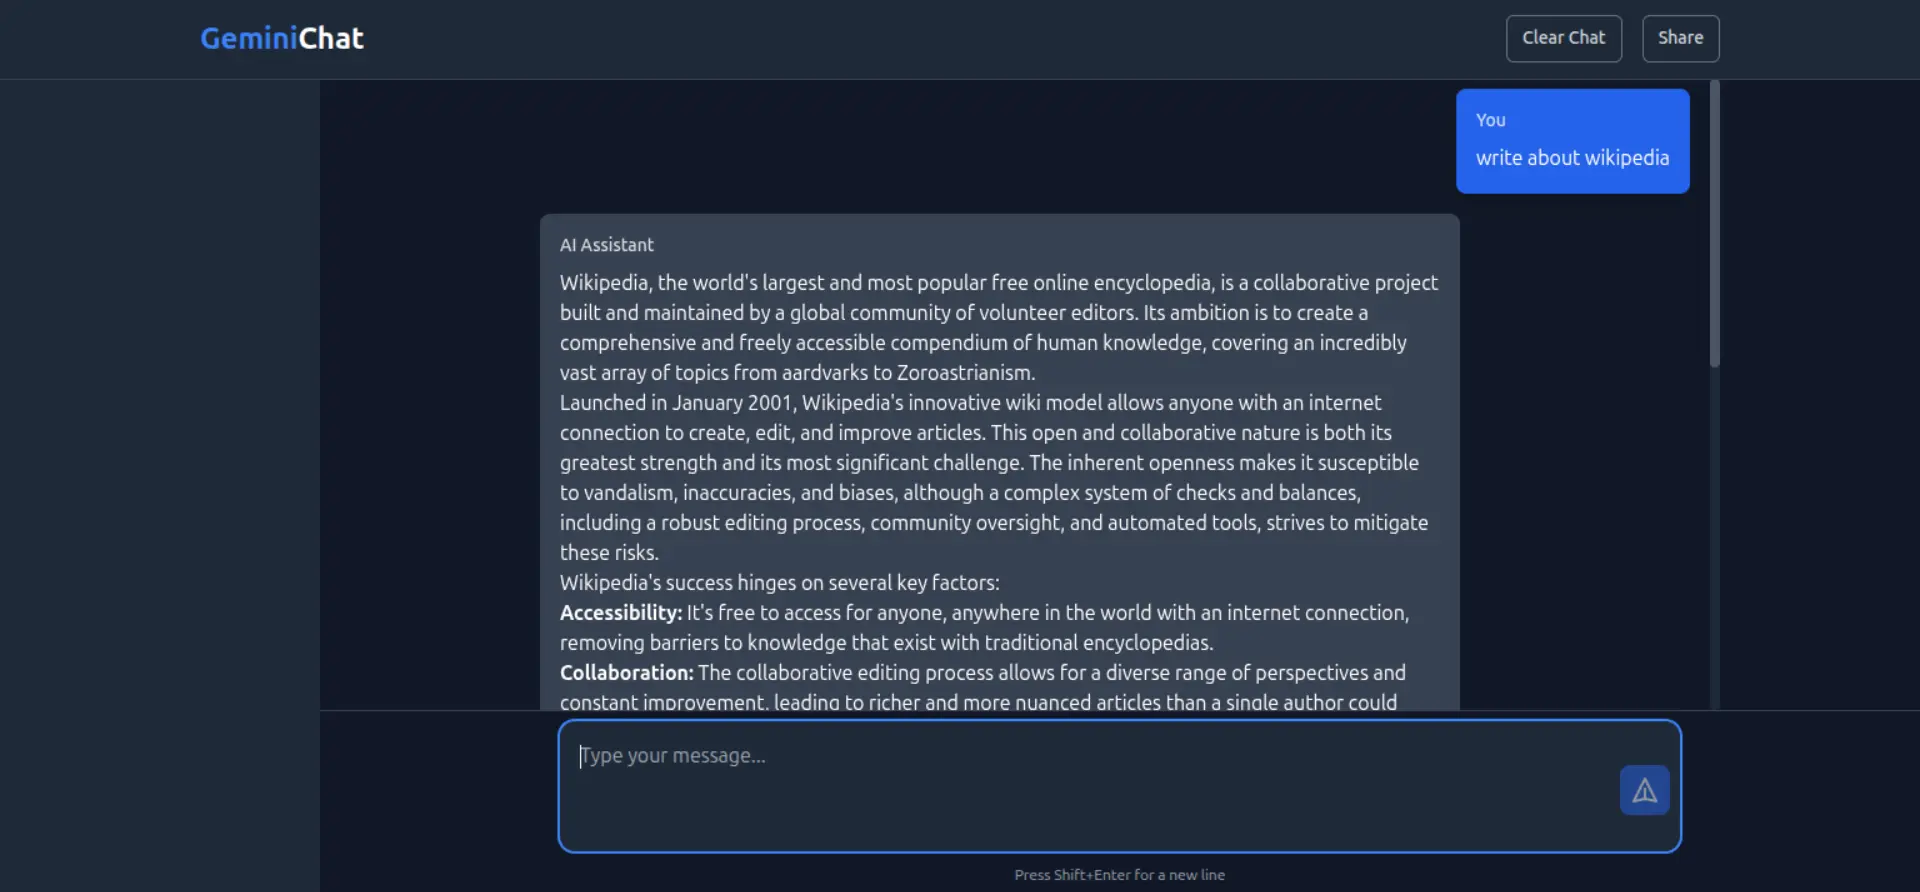 GeminiChat
Clear Chat
Share
You
write about wikipedia
AI Assistant
Wikipedia, the world's largest and most popular free online encyclopedia, is a collaborative project
built and maintained by a global community of volunteer editors. Its ambition is to create a
comprehensive and freely accessible compendium of human knowledge, covering an incredibly
vast array of topics from aardvarks to Zoroastrianism.
Launched in January 2001, Wikipedia's innovative wiki model allows anyone with an internet
connection to create, edit, and improve articles. This open and collaborative nature is both its
greatest strength and its most significant challenge. The inherent openness makes it susceptible
to vandalism, inaccuracies, and biases, although a complex system of checks and balances,
including a robust editing process, community oversight, and automated tools, strives to mitigate
these risks.
Wikipedia's success hinges on several key factors:
Accessibility: It's free to access for anyone, anywhere in the world with an internet connection,
removing barriers to knowledge that exist with traditional encyclopedias.
Collaboration: The collaborative editing process allows for a diverse range of perspectives and
constant improvement, leading to richer and more nuanced articles than a single author could
Type your message...
Press Shift+Enter for a new line